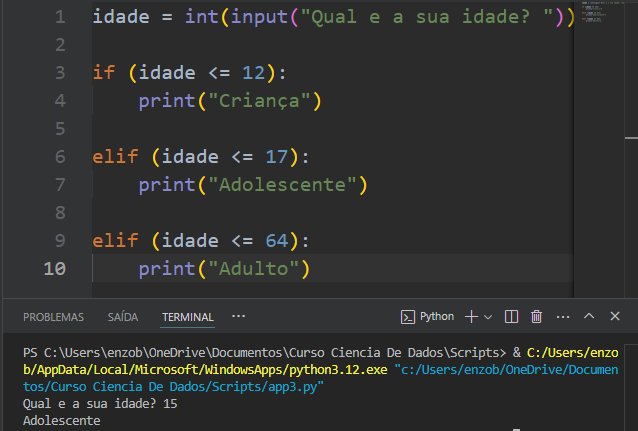 1 idade = int(input("Qual e a sua idade? "))
2
3 if (idade <= 12):
4     print("Criança")
5
6 elif (idade <= 17):
7     print("Adolescente")
8
9 elif (idade <= 64):
10     print("Adulto")
PROBLEMAS SAÍDA TERMINAL ... Python
PS C:\Users\enzob\OneDrive\Documentos\Curso Ciencia De Dados\Scripts> & C:/Users/enzo
b/AppData/Local/Microsoft/WindowsApps/python3.12.exe "c:/Users/enzob/OneDrive/Documen
tos/Curso Ciencia De Dados/Scripts/app3.py"
Qual e a sua idade? 15
Adolescente